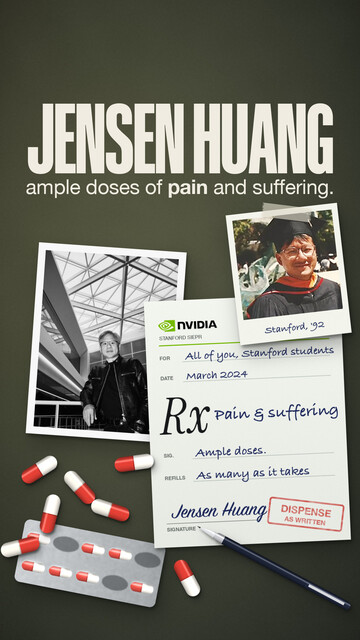 JENSEN HUANG
ample doses of pain and suffering.
Stanford, '92
NVIDIA
STANFORD SIEPR
FOR All of you, Stanford students
DATE March 2024
Rx Pain & suffering
SIG. Ample doses.
REFILLS As many as it takes
Jensen Huang
SIGNATURE
DISPENSE
AS WRITTEN